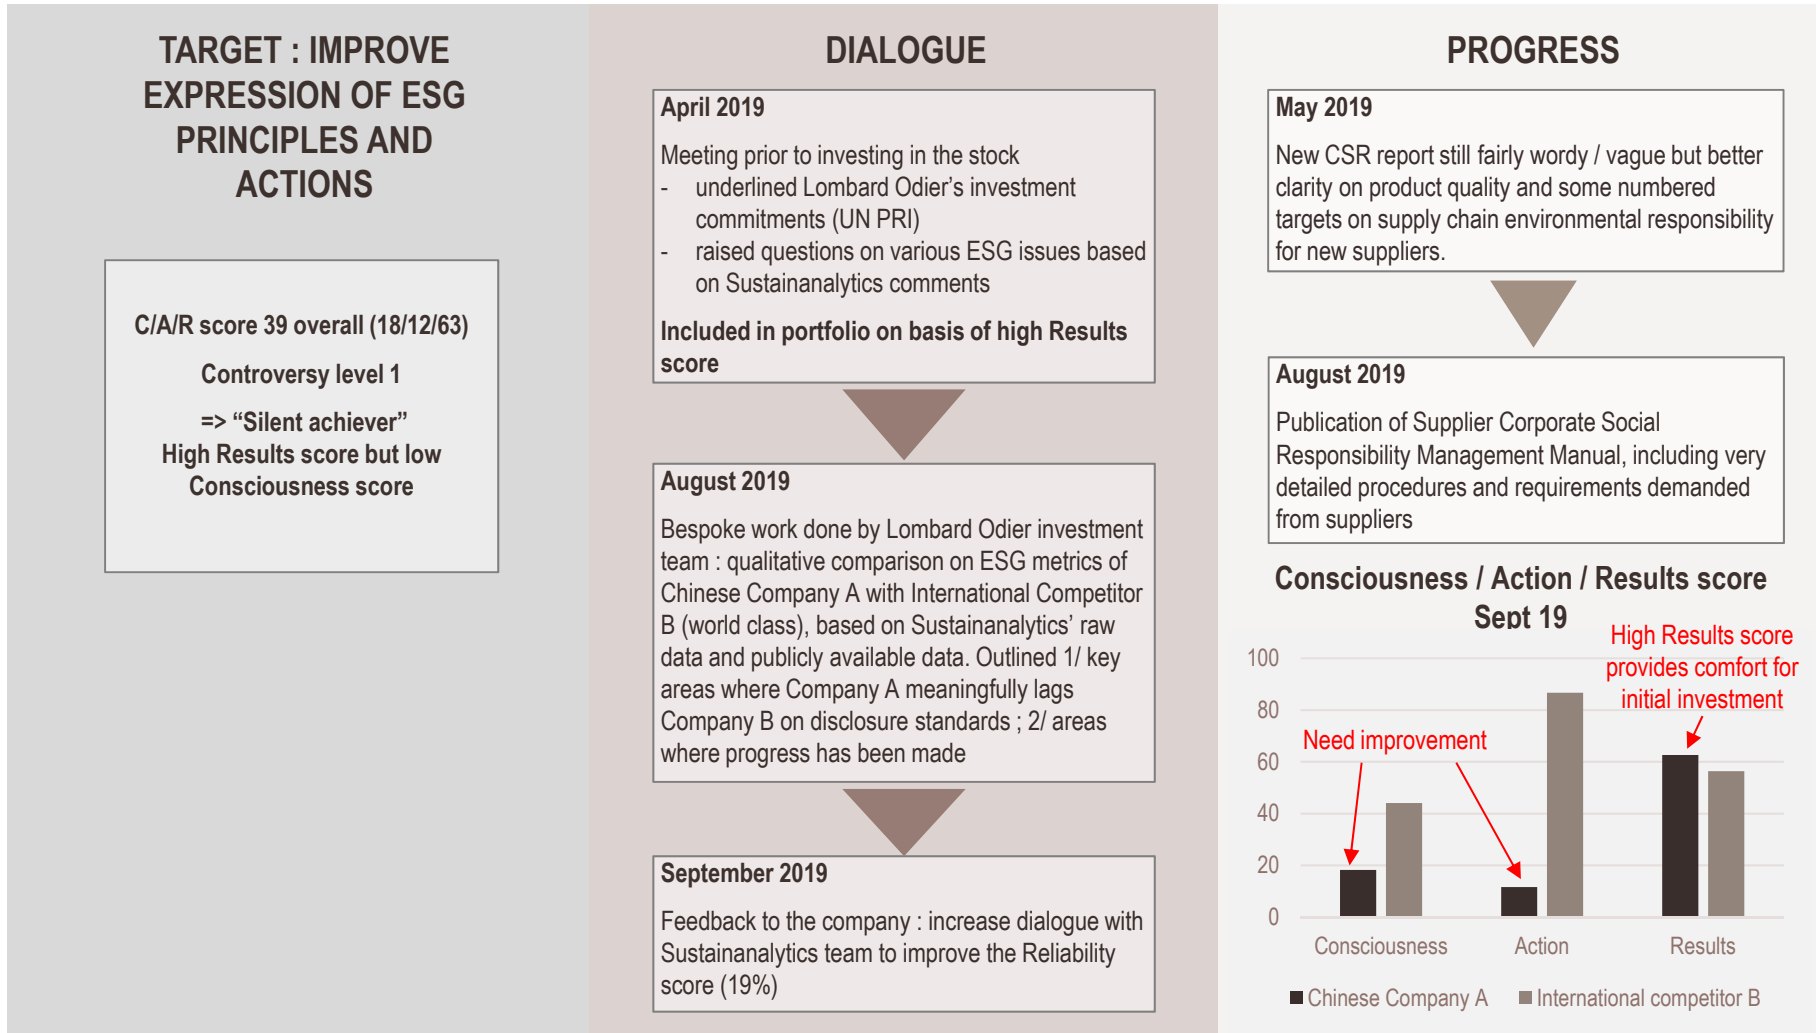 TARGET : IMPROVE
EXPRESSION OF ESG
PRINCIPLES AND
ACTIONS
C/A/R score 39 overall (18/12/63)
Controversy level 1
=> “Silent achiever”
High Results score but low
Consciousness score
DIALOGUE
April 2019
Meeting prior to investing in the stock
- underlined Lombard Odier’s investment
commitments (UN PRI)
- raised questions on various ESG issues based
on Sustainanalytics comments
Included in portfolio on basis of high Results
score
August 2019
Bespoke work done by Lombard Odier investment
team : qualitative comparison on ESG metrics of
Chinese Company A with International Competitor
B (world class), based on Sustainanalytics’ raw
data and publicly available data. Outlined 1/ key
areas where Company A meaningfully lags
Company B on disclosure standards ; 2/ areas
where progress has been made
September 2019
Feedback to the company : increase dialogue with
Sustainanalytics team to improve the Reliability
score (19%)
PROGRESS
May 2019
New CSR report still fairly wordy / vague but better
clarity on product quality and some numbered
targets on supply chain environmental responsibility
for new suppliers.
August 2019
Publication of Supplier Corporate Social
Responsibility Management Manual, including very
detailed procedures and requirements demanded
from suppliers
Consciousness / Action / Results score
Sept 19
High Results score
provides comfort for
initial investment
Need improvement
100
80
60
40
20
0
Consciousness
Action
Results
Chinese Company A
International competitor B